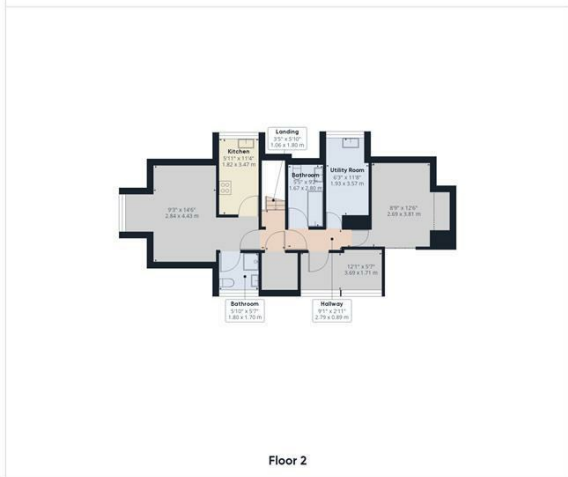 Landing
3'5" x 5'10"
1.06 x 1.80 m
Kitchen
5'11" x 11'4"
1.82 x 3.47 m
Bathroom
5'5" x 9'2"
1.67 x 2.80 m
Utility Room
6'3" x 11'8"
1.93 x 3.57 m
9'3" x 14'6"
2.84 x 4.43 m
8'9" x 12'6"
2.69 x 3.81 m
12'1" x 5'7"
3.69 x 1.71 m
Bathroom
5'10" x 5'7"
1.80 x 1.70 m
Hallway
9'1" x 2'11"
2.79 x 0.89 m
Floor 2